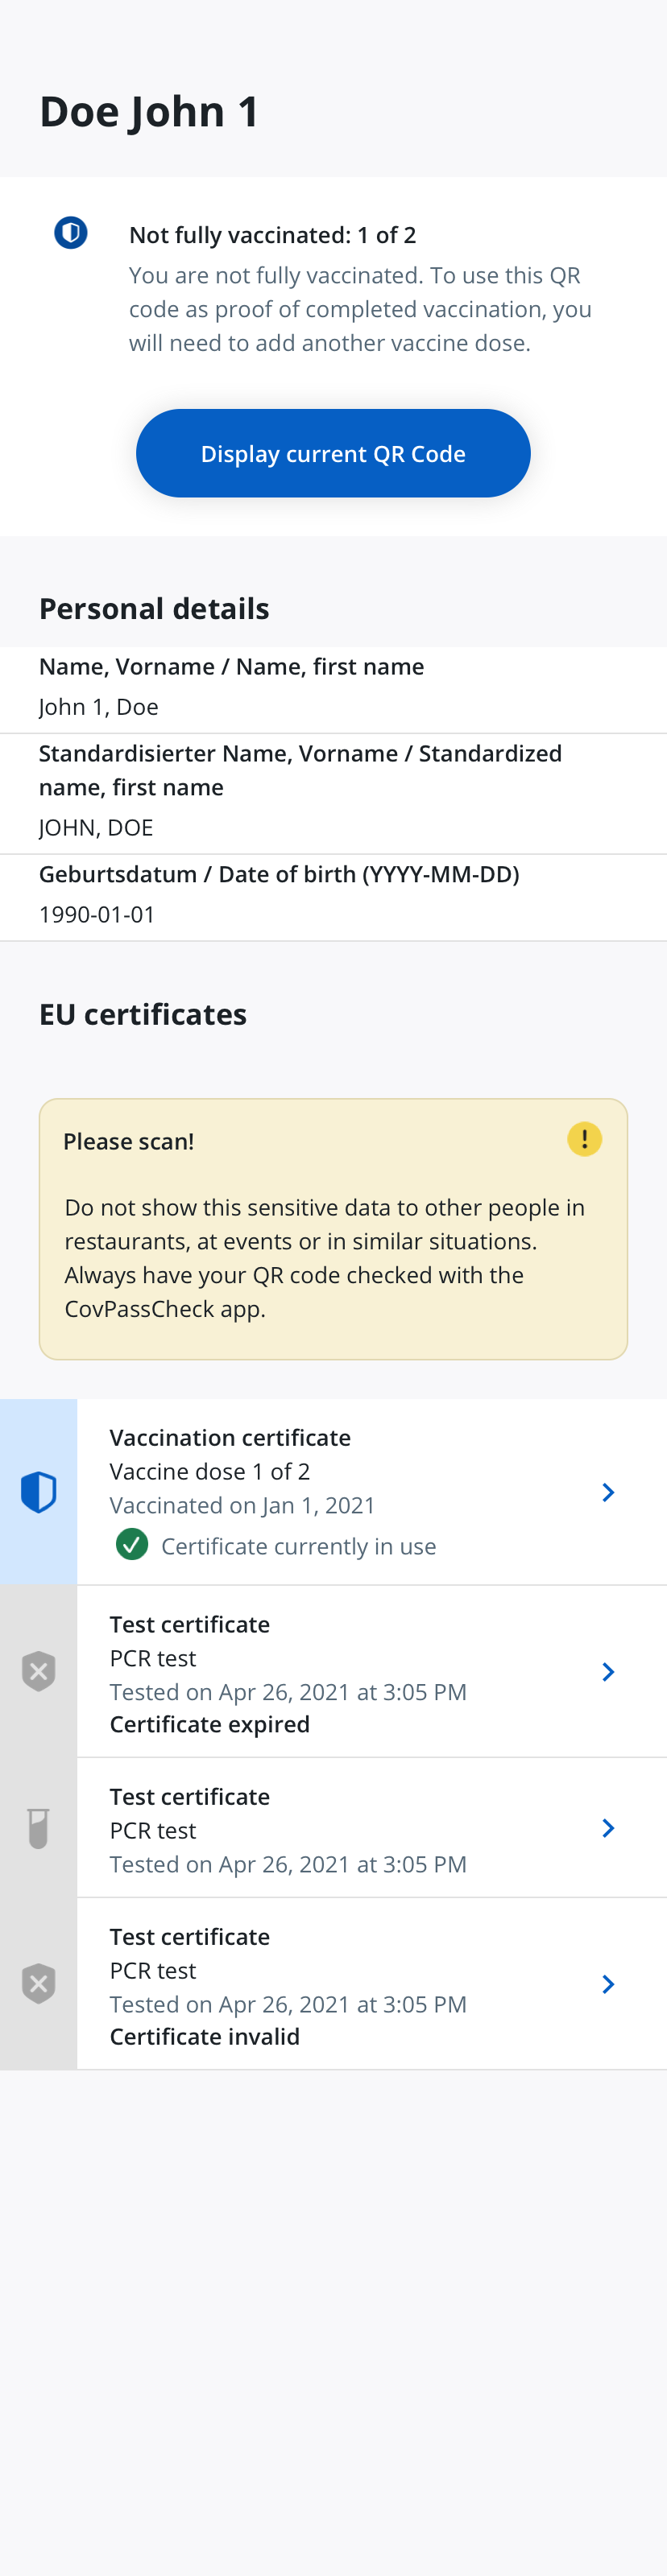 Doe John 1
Not fully vaccinated: 1 of 2
You are not fully vaccinated. To use this QR
code as proof of completed vaccination, you
will need to add another vaccine dose.
Display current QR Code
Personal details
Name, Vorname / Name, first name
John 1, Doe
Standardisierter Name, Vorname / Standardized
name, first name
JOHN, DOE
Geburtsdatum / Date of birth (YYYY-MM-DD)
1990-01-01
EU certificates
Please scan!
Do not show this sensitive data to other people in
restaurants, at events or in similar situations.
Always have your QR code checked with the
CovPassCheck app.
Vaccination certificate
Vaccine dose 1 of 2
Vaccinated on Jan 1, 2021
Certificate currently in use
Test certificate
PCR test
Tested on Apr 26, 2021 at 3:05 PM
Certificate expired
Test certificate
PCR test
Tested on Apr 26, 2021 at 3:05 PM
Test certificate
PCR test
Tested on Apr 26, 2021 at 3:05 PM
Certificate invalid